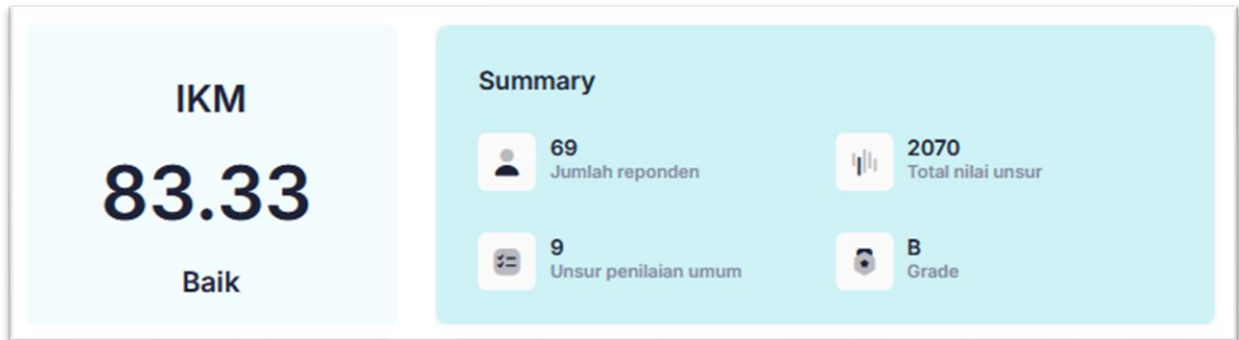 IKM
83.33
Baik
Summary
69
Jumlah reponden
2070
Total nilai unsur
9
Unsur penilaian umum
B
Grade